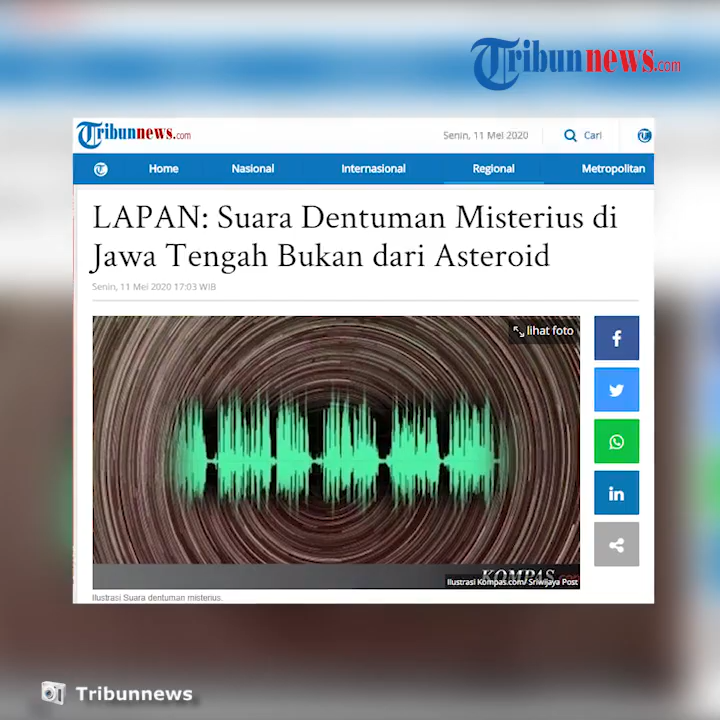 Tribunnews.com
Tribunnews.com
Senin, 11 Mei 2020
Cari
Home
Nasional
Internasional
Regional
Metropolitan
LAPAN: Suara Dentuman Misterius di
Jawa Tengah Bukan dari Asteroid
Senin, 11 Mei 2020 17:03 WIB
lihat foto
KOMPAS.com
Ilustrasi Kompas.com/ Sriwijaya Post
Ilustrasi Suara dentuman misterius.
Tribunnews